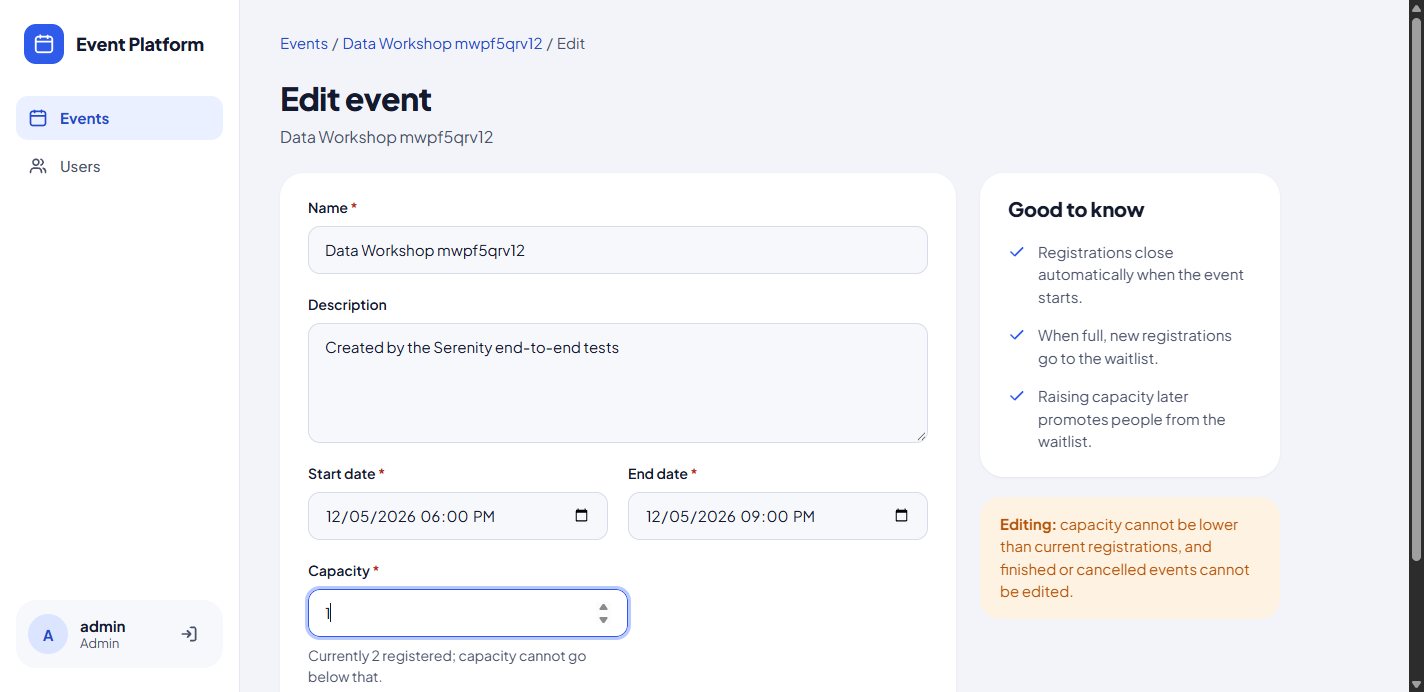 Event Platform
Events
Users
A
admin
Admin
Events / Data Workshop mwpf5qrv12 / Edit
Edit event
Data Workshop mwpf5qrv12
Name *
Data Workshop mwpf5qrv12
Description
Created by the Serenity end-to-end tests
Start date *
End date *
12/05/2026 06:00 PM
12/05/2026 09:00 PM
Capacity *
1
Currently 2 registered; capacity cannot go
below that.
Good to know
Registrations close
automatically when the event
starts.
When full, new registrations
go to the waitlist.
Raising capacity later
promotes people from the
waitlist.
Editing: capacity cannot be lower
than current registrations, and
finished or cancelled events cannot
be edited.